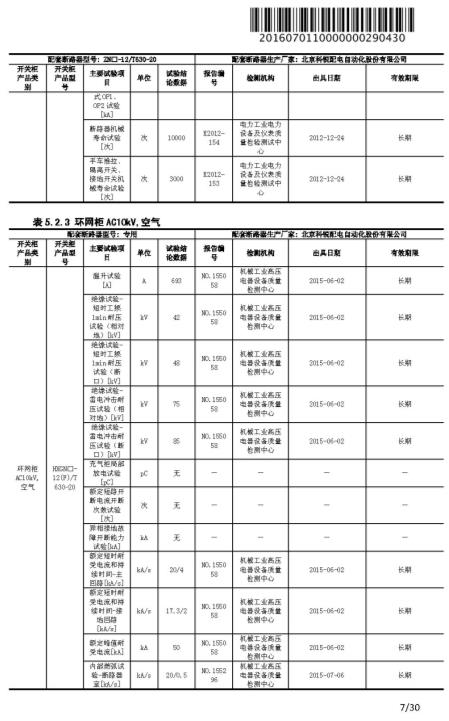 2016070110000000290430
配套断路器型号: ZN□-12/T630-20 配套断路器生产厂家: 北京科锐配电自动化股份有限公司
开关柜产品类别 开关柜产品型号 主要试验项目 单位 试验结论数据 报告编号 检测机构 出具日期 有效期限
式OP1、OP2试验[kA]
断路器机械寿命试验[次] 次 10000 E2012-154 电力工业电力设备及仪表质量检验测试中心 2012-12-24 长期
手车推拉、隔离开关、接地开关机械寿命试验[次] 次 3000 E2012-153 电力工业电力设备及仪表质量检验测试中心 2012-12-24 长期
表 5.2.3 环网柜 AC10kV,空气
配套断路器型号: 专用 配套断路器生产厂家: 北京科锐配电自动化股份有限公司
开关柜产品类别 开关柜产品型号 主要试验项目 单位 试验结论数据 报告编号 检测机构 出具日期 有效期限
环网柜 AC10kV,空气
12(F)/T630-20
温升试验[A] A 693 NO.155058 机械工业高压电器设备质量检测中心 2015-06-02 长期
绝缘试验-短时工频1min耐压试验(相对地)[kV] kV 42 NO.155058 机械工业高压电器设备质量检测中心 2015-06-02 长期
绝缘试验-短时工频1min耐压试验(断口)[kV] kV 48 NO.155058 机械工业高压电器设备质量检测中心 2015-06-02 长期
绝缘试验-雷电冲击耐压试验(相对地)[kV] kV 75 NO.155058 机械工业高压电器设备质量检测中心 2015-06-02 长期
绝缘试验-雷电冲击耐压试验(断口)[kV] kV 85 NO.155058 机械工业高压电器设备质量检测中心 2015-06-02 长期
充气柜局部放电试验[pC] pC 无 — — — —
额定短路开断电流开断次数试验[次] 次 无 — — — —
异相接地故障开断能力试验[kA] kA 无 — — — —
额定短时耐受电流和持续时间-主回路[kA/s] kA/s 20/4 NO.155058 机械工业高压电器设备质量检测中心 2015-06-02 长期
额定短时耐受电流和持续时间-接地回路[kA/s] kA/s 17.3/2 NO.155058 机械工业高压电器设备质量检测中心 2015-06-02 长期
额定峰值耐受电流[kA] kA 50 NO.155058 机械工业高压电器设备质量检测中心 2015-06-02 长期
内部燃弧试验-断路器室[kA/s] kA/s 20/0.5 NO.155296 机械工业高压电器设备质量检测中心 2015-07-06 长期
7/30